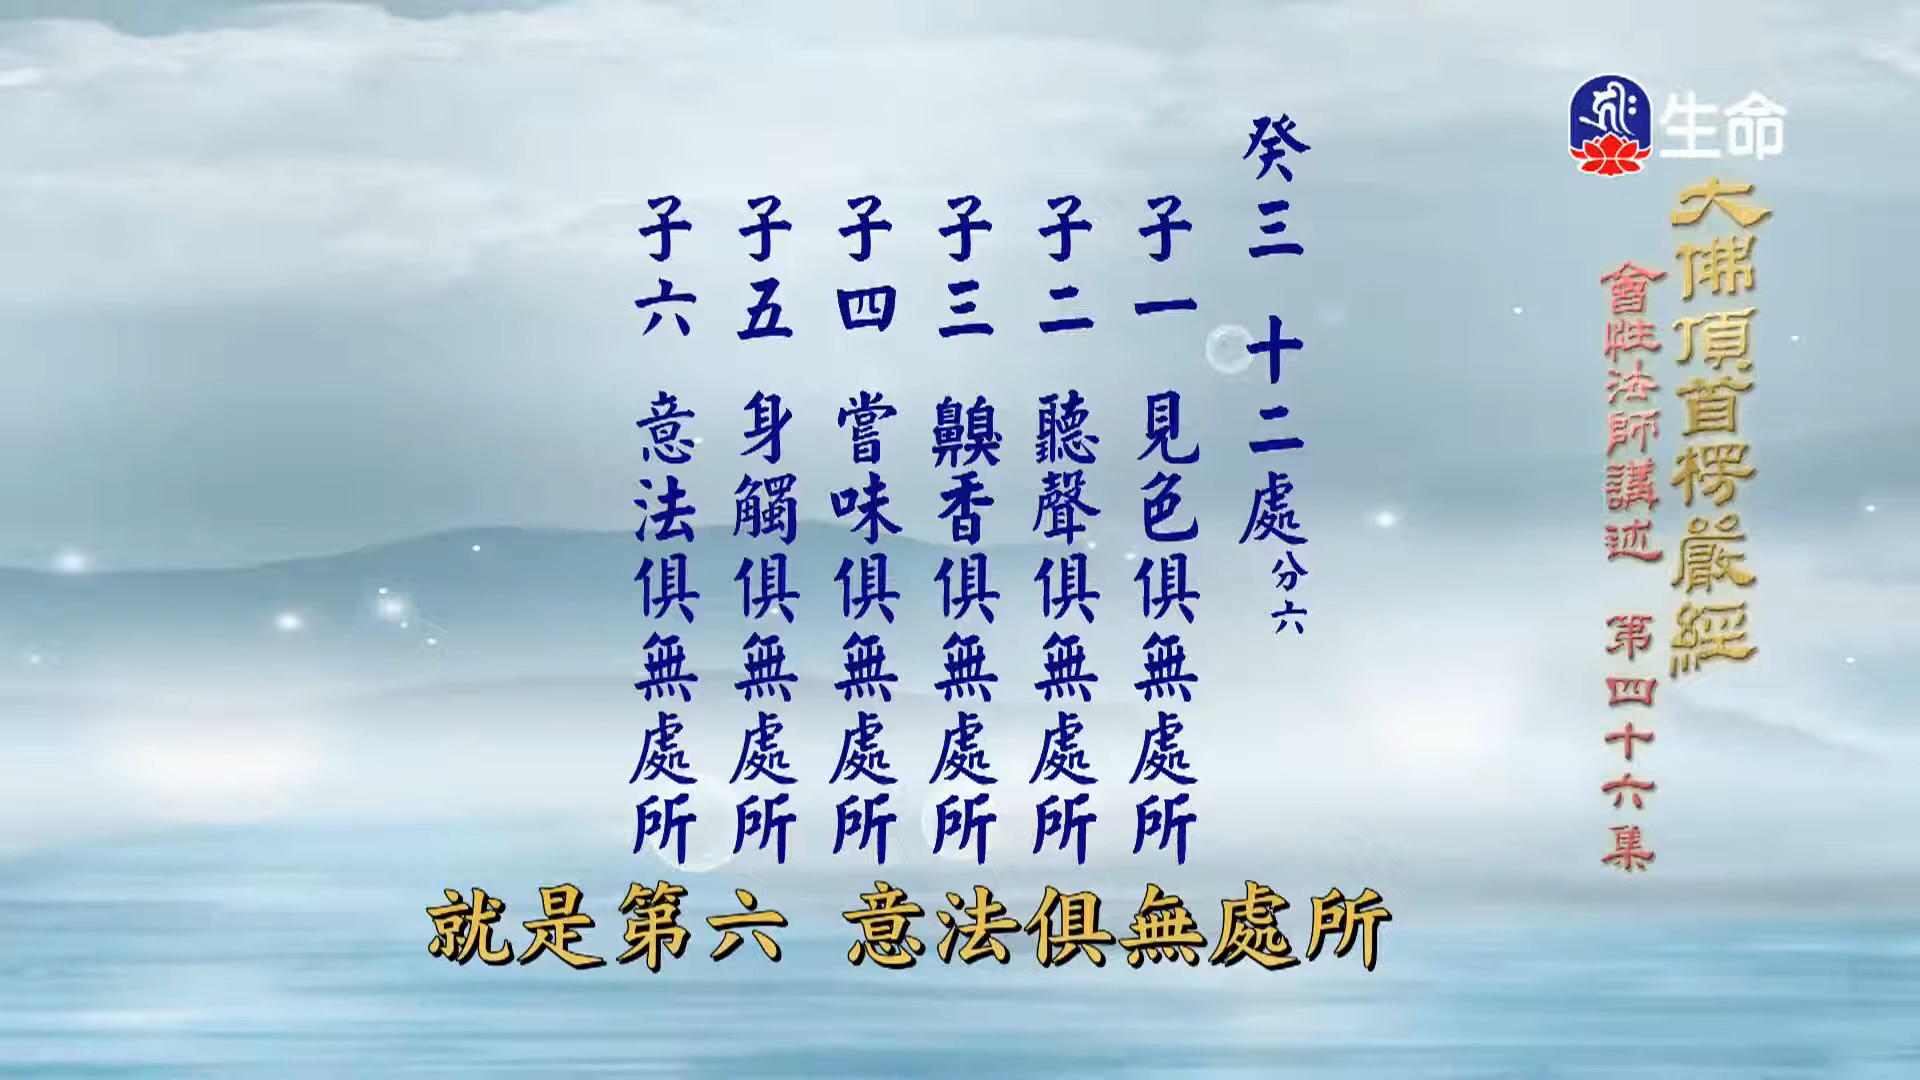 生命
大佛頂首楞嚴經
會性法師講述 第四十六集
癸三 十二處分六
子一 見色俱無處所
子二 聽聲俱無處所
子三 齅香俱無處所
子四 嘗味俱無處所
子五 身觸俱無處所
子六 意法俱無處所
就是第六 意法俱無處所